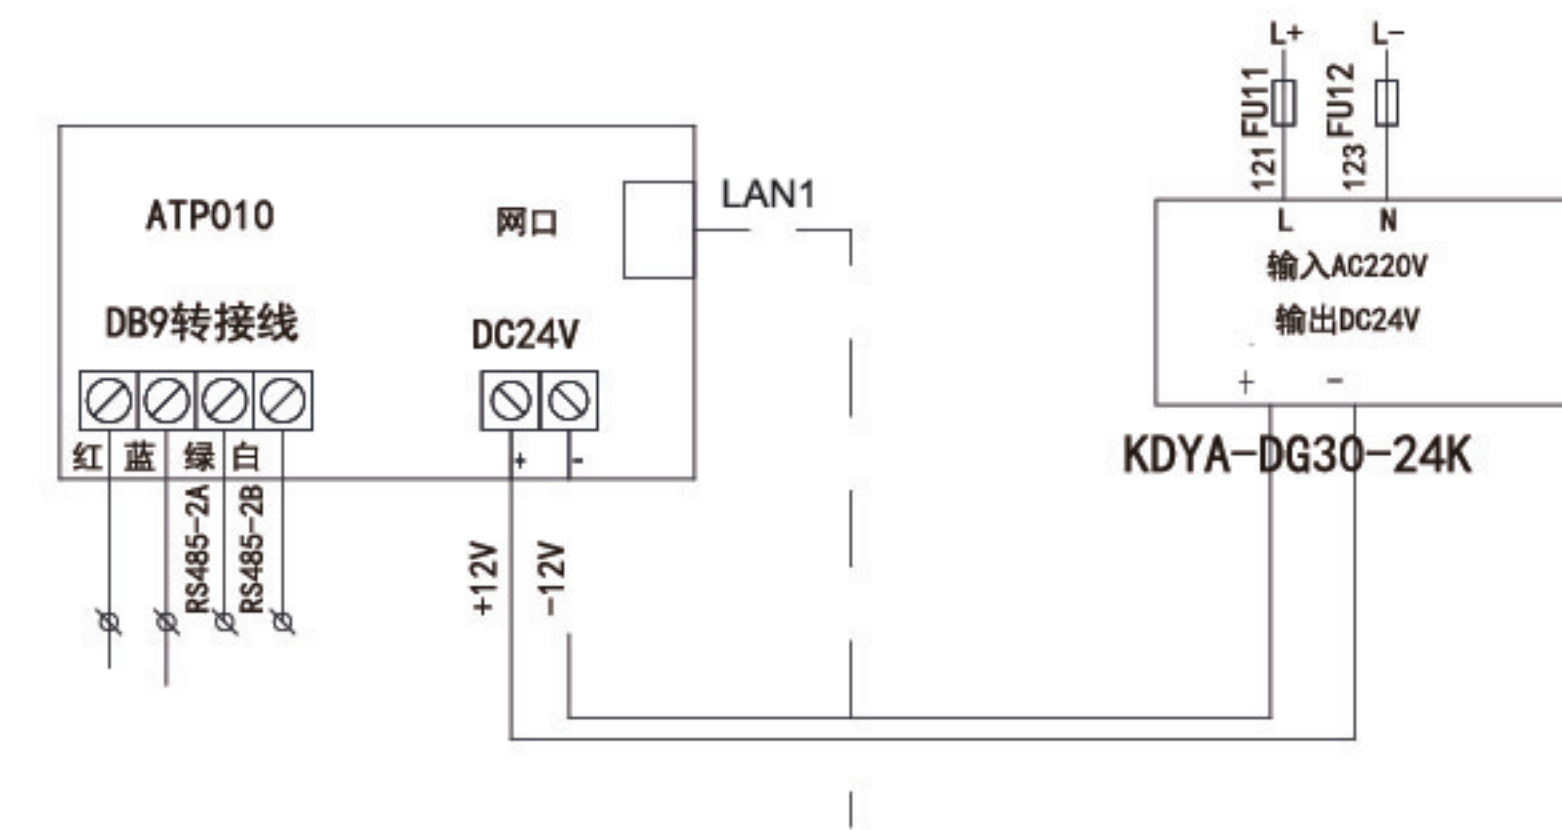 L+ L-
FU11 FU12
121 123
ATP010 网口 LAN1
L N
输入AC220V
输出DC24V
DB9转接线 DC24V
+ -
红 蓝 绿 白
+ -
KDYA-DG30-24K
RS485-2A RS485-2B
+12V -12V